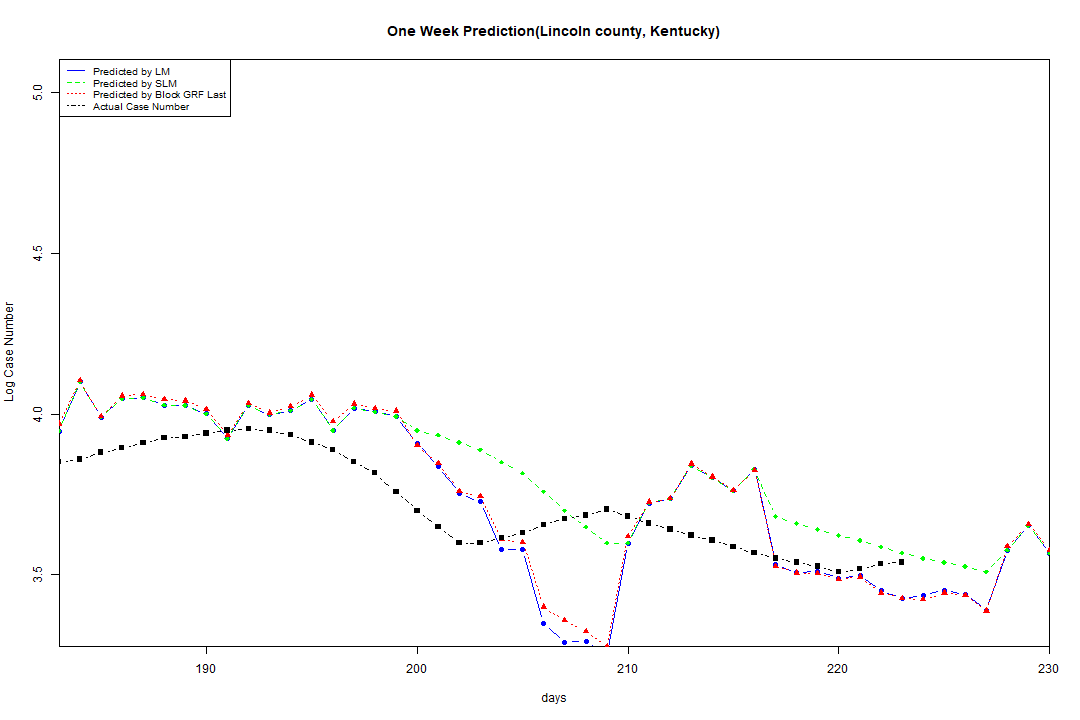 One Week Prediction(Lincoln county, Kentucky)
Predicted by LM
Predicted by SLM
Predicted by Block GRF Last
Actual Case Number
5.0
4.5
4.0
3.5
Log Case Number
190
200
210
220
230
days